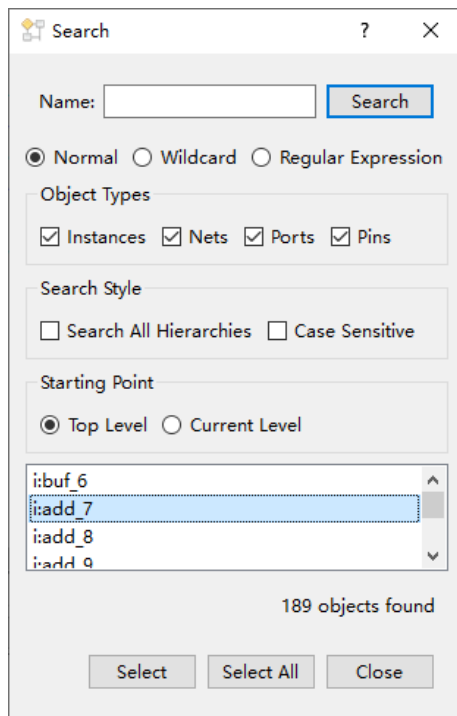 Search ?
Name: Search
Normal Wildcard Regular Expression
Object Types
Instances Nets Ports Pins
Search Style
Search All Hierarchies Case Sensitive
Starting Point
Top Level Current Level
i:buf_6
i:add_7
i:add_8
i:add_9
189 objects found
Select Select All Close